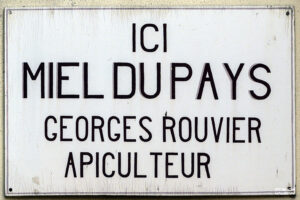 ICI
MIEL DU PAYS
GEORGES ROUVIER
APICULTEUR